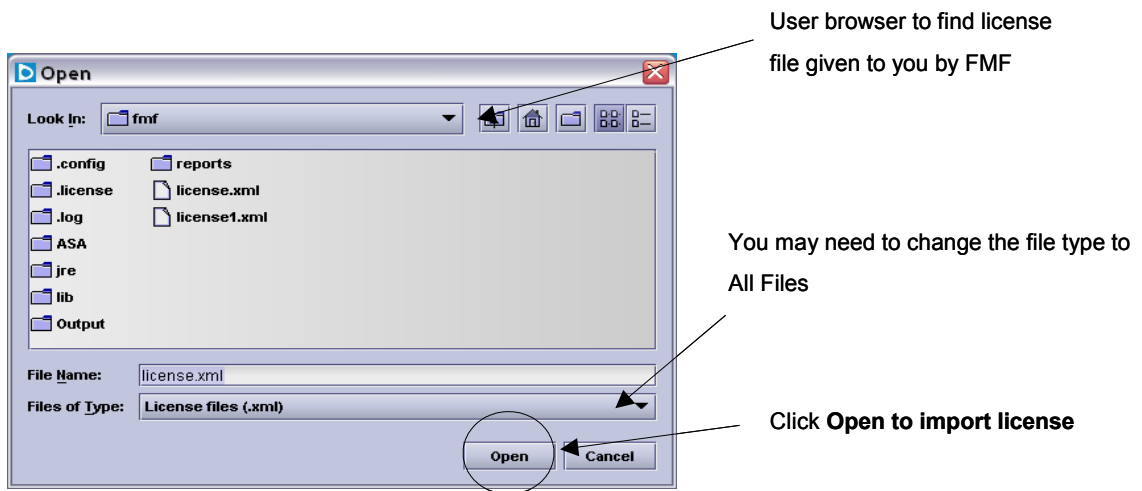 User browser to find license
file given to you by FMF
Open
Look In: fmf
.config
reports
.license
license.xml
.log
license1.xml
ASA
jre
lib
Output
You may need to change the file type to
All Files
File Name: license.xml
Files of Type: License files (.xml)
Click Open to import license
Open Cancel